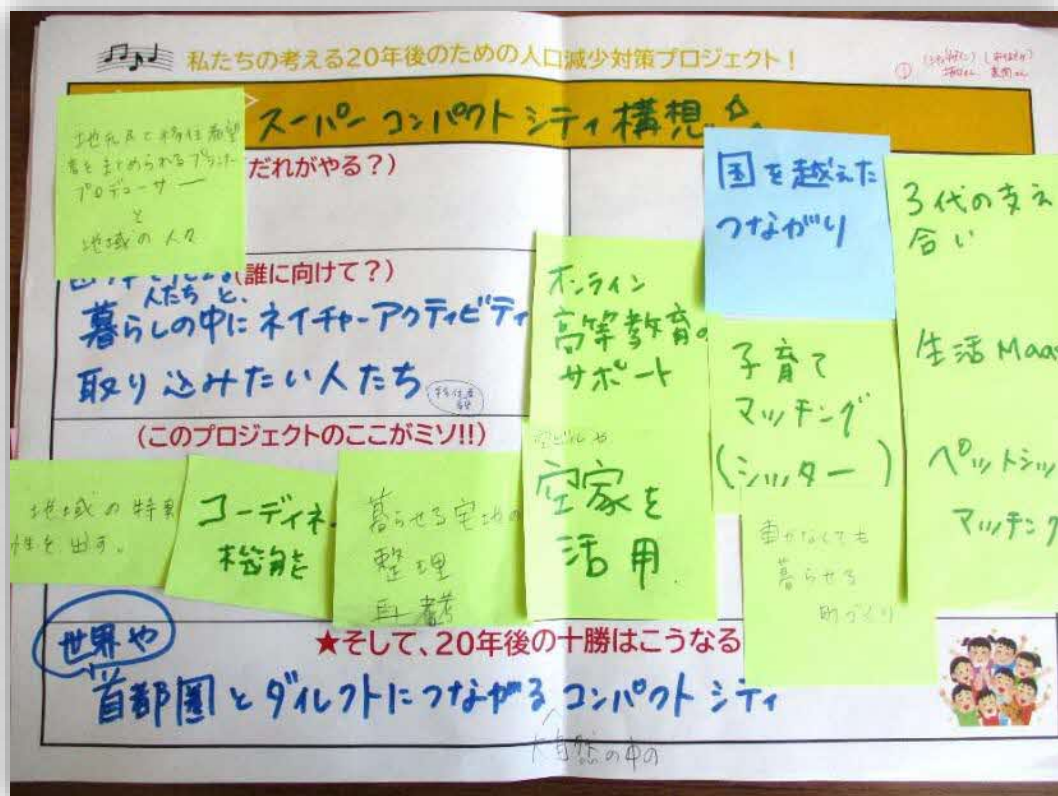 私たちの考える20年後のための人口減少対策プロジェクト!
スーパーコンパクトシティ構想☆
地元民と移住希望
者をまとめられるプランナー
プロデューサー
と
地域の人々
だれがやる?)
(誰に向けて?)
人たちと、
暮らしの中にネイチャーアクティビティ
取り込みたい人たち
国を越えた
つながり
3代の支え
合い
生活Maas
ペットシッ
マッチング
オンライン
高等教育の
サポート
子育て
マッチング
(シッター)
(このプロジェクトのここがミソ!!)
地域の特
性を出す。
コーディネ
機能
暮らせる宅地の
整理
空ビルや
空家を
活用
車がなくても
暮らせる
町づくり
★そして、20年後の十勝はこうなる
世界や
首都圏とダイレクトにつながるコンパクトシティ
大自然の中の